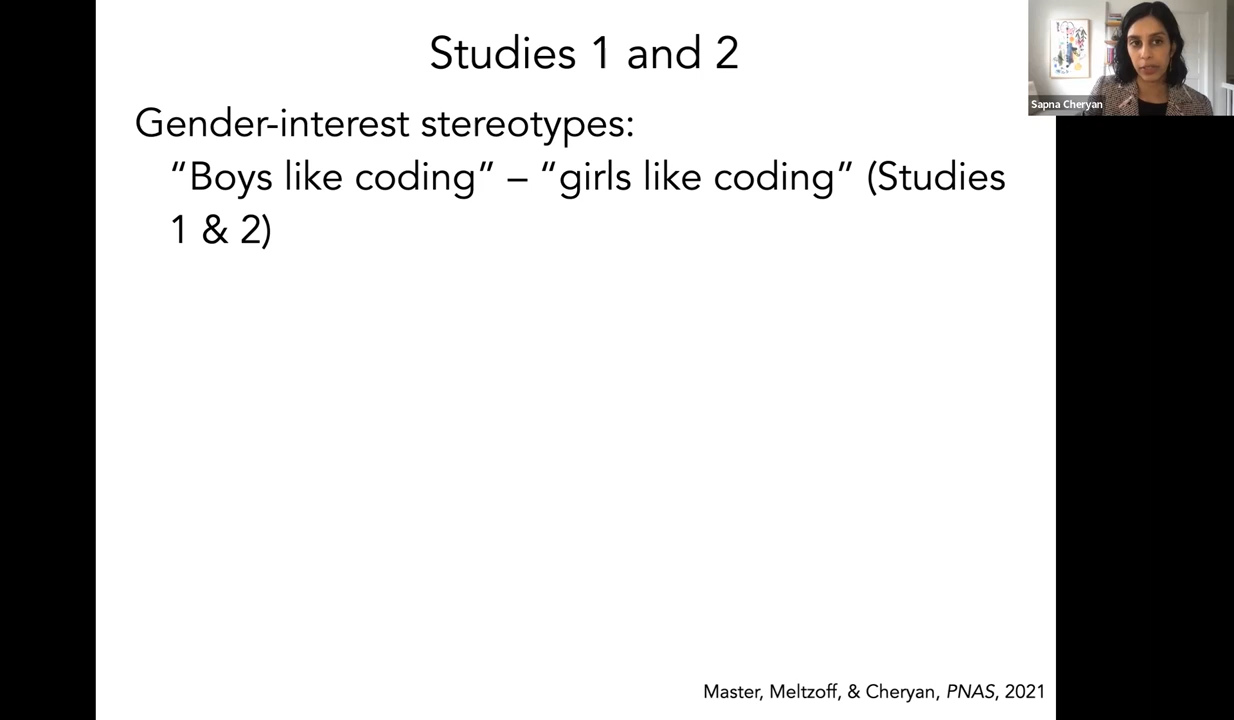 Studies 1 and 2
Sapna Cheryan
Gender-interest stereotypes:
“Boys like coding” – “girls like coding” (Studies
1 & 2)
Master, Meltzoff, & Cheryan, PNAS, 2021